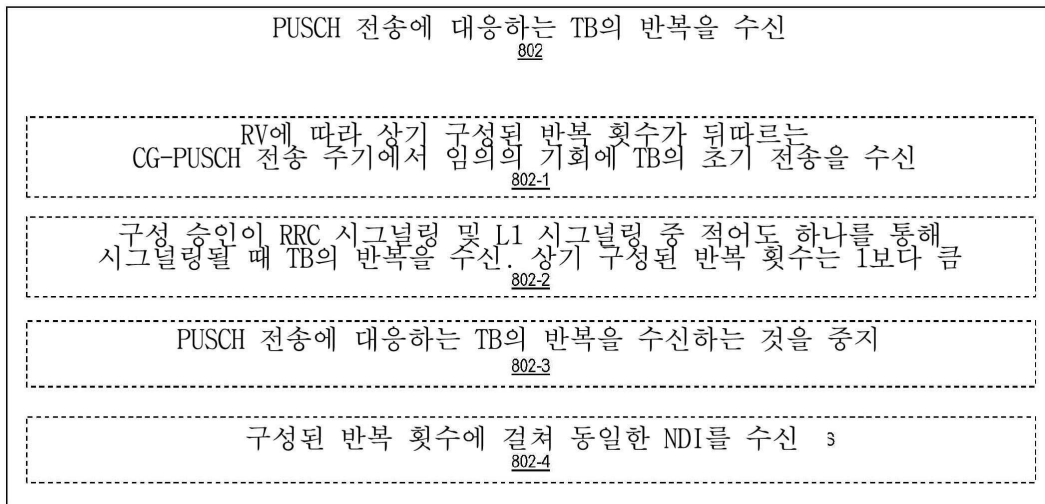 PUSCH 전송에 대응하는 TB의 반복을 수신
802
RV에 따라 상기 구성된 반복 횟수가 뒤따르는
CG-PUSCH 전송 주기에서 임의의 기회에 TB의 초기 전송을 수신
802-1
구성 승인이 RRC 시그널링 및 L1 시그널링 중 적어도 하나를 통해
시그널링될 때 TB의 반복을 수신. 상기 구성된 반복 횟수는 1보다 큼
802-2
PUSCH 전송에 대응하는 TB의 반복을 수신하는 것을 중지
802-3
구성된 반복 횟수에 걸쳐 동일한 NDI를 수신 s
802-4